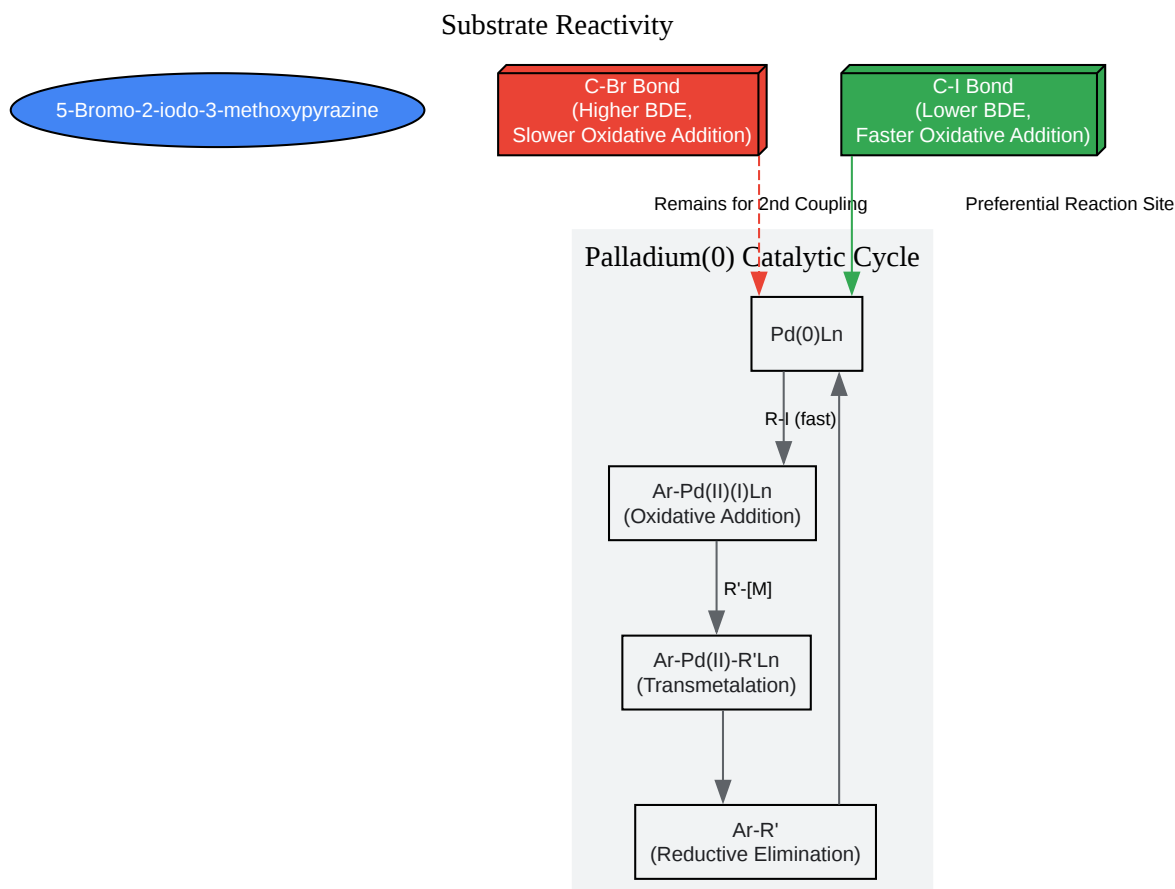 Substrate Reactivity
5-Bromo-2-iodo-3-methoxypyrazine
C-Br Bond
(Higher BDE,
Slower Oxidative Addition)
C-I Bond
(Lower BDE,
Faster Oxidative Addition)
Remains for 2nd Coupling
Preferential Reaction Site
Palladium(0) Catalytic Cycle
Pd(0)Ln
R-I (fast)
Ar-Pd(II)(I)Ln
(Oxidative Addition)
R'-[M]
Ar-Pd(II)-R'Ln
(Transmetalation)
Ar-R'
(Reductive Elimination)